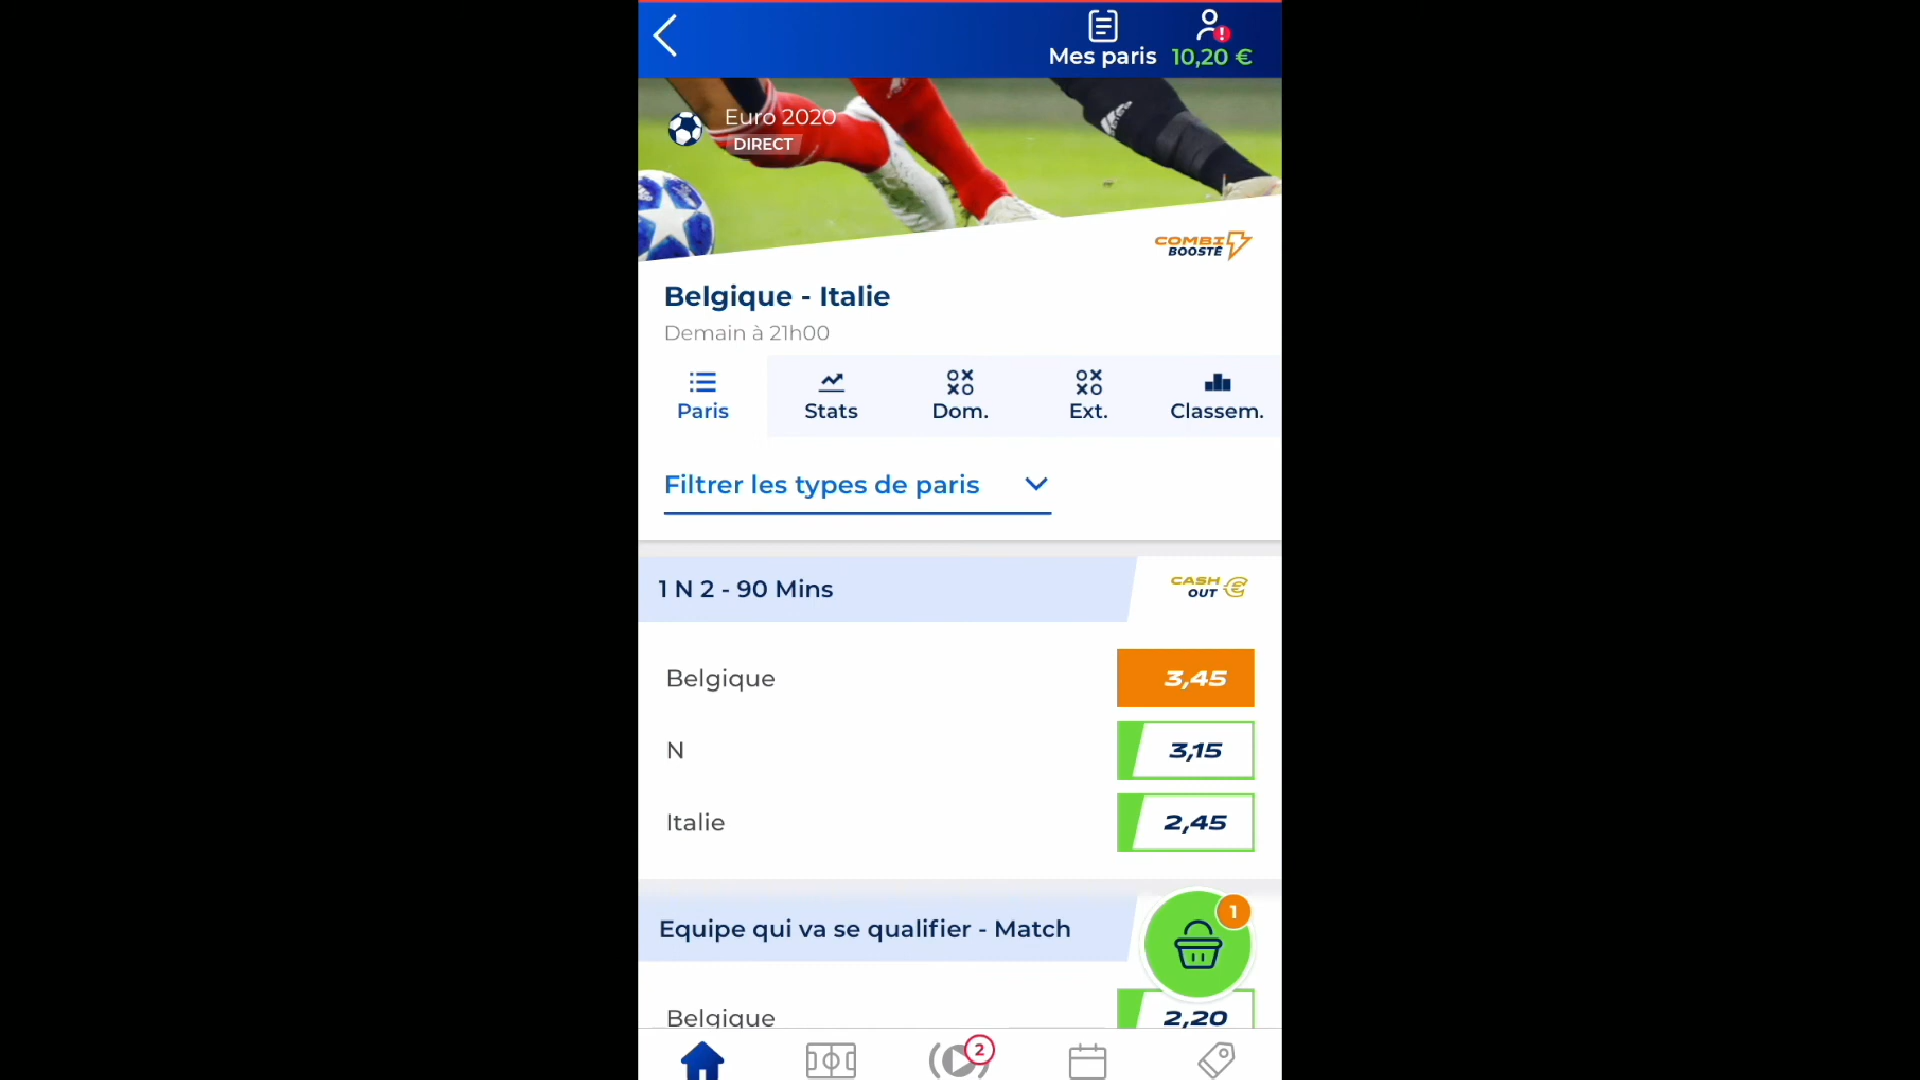 Mes paris
10,20 €
Euro 2020
DIRECT
COMBI
BOOSTÉ
Belgique - Italie
Demain à 21h00
Paris
Stats
Dom.
Ext.
Classem.
Filtrer les types de paris
1 N 2 - 90 Mins
CASH
OUT
Belgique
3,45
N
3,15
Italie
2,45
Equipe qui va se qualifier - Match
1
Belgique
2,20
2